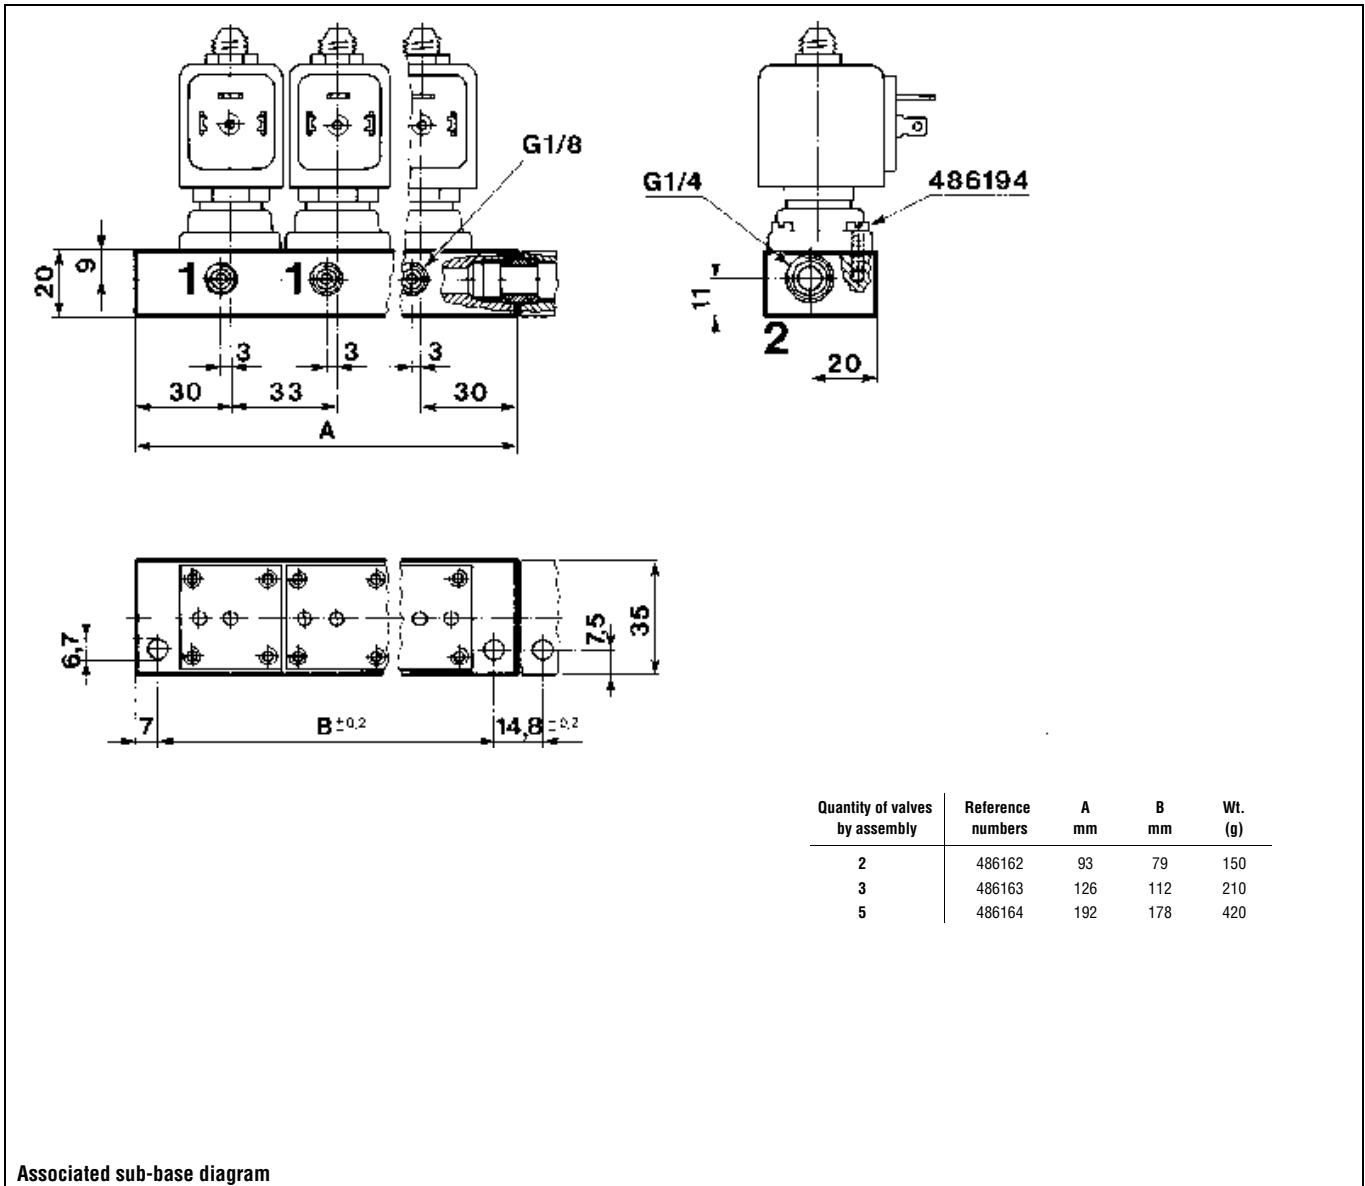 G1/8
G1/4
486194
20
9
1
1
11
2
3
3
3
20
30
33
30
A
6,7
7,5
35
7
B ±0,2
14,8 ±0,2
Quantity of valves by assembly
Reference numbers
A mm
B mm
Wt. (g)
2 486162 93 79 150
3 486163 126 112 210
5 486164 192 178 420
Associated sub-base diagram